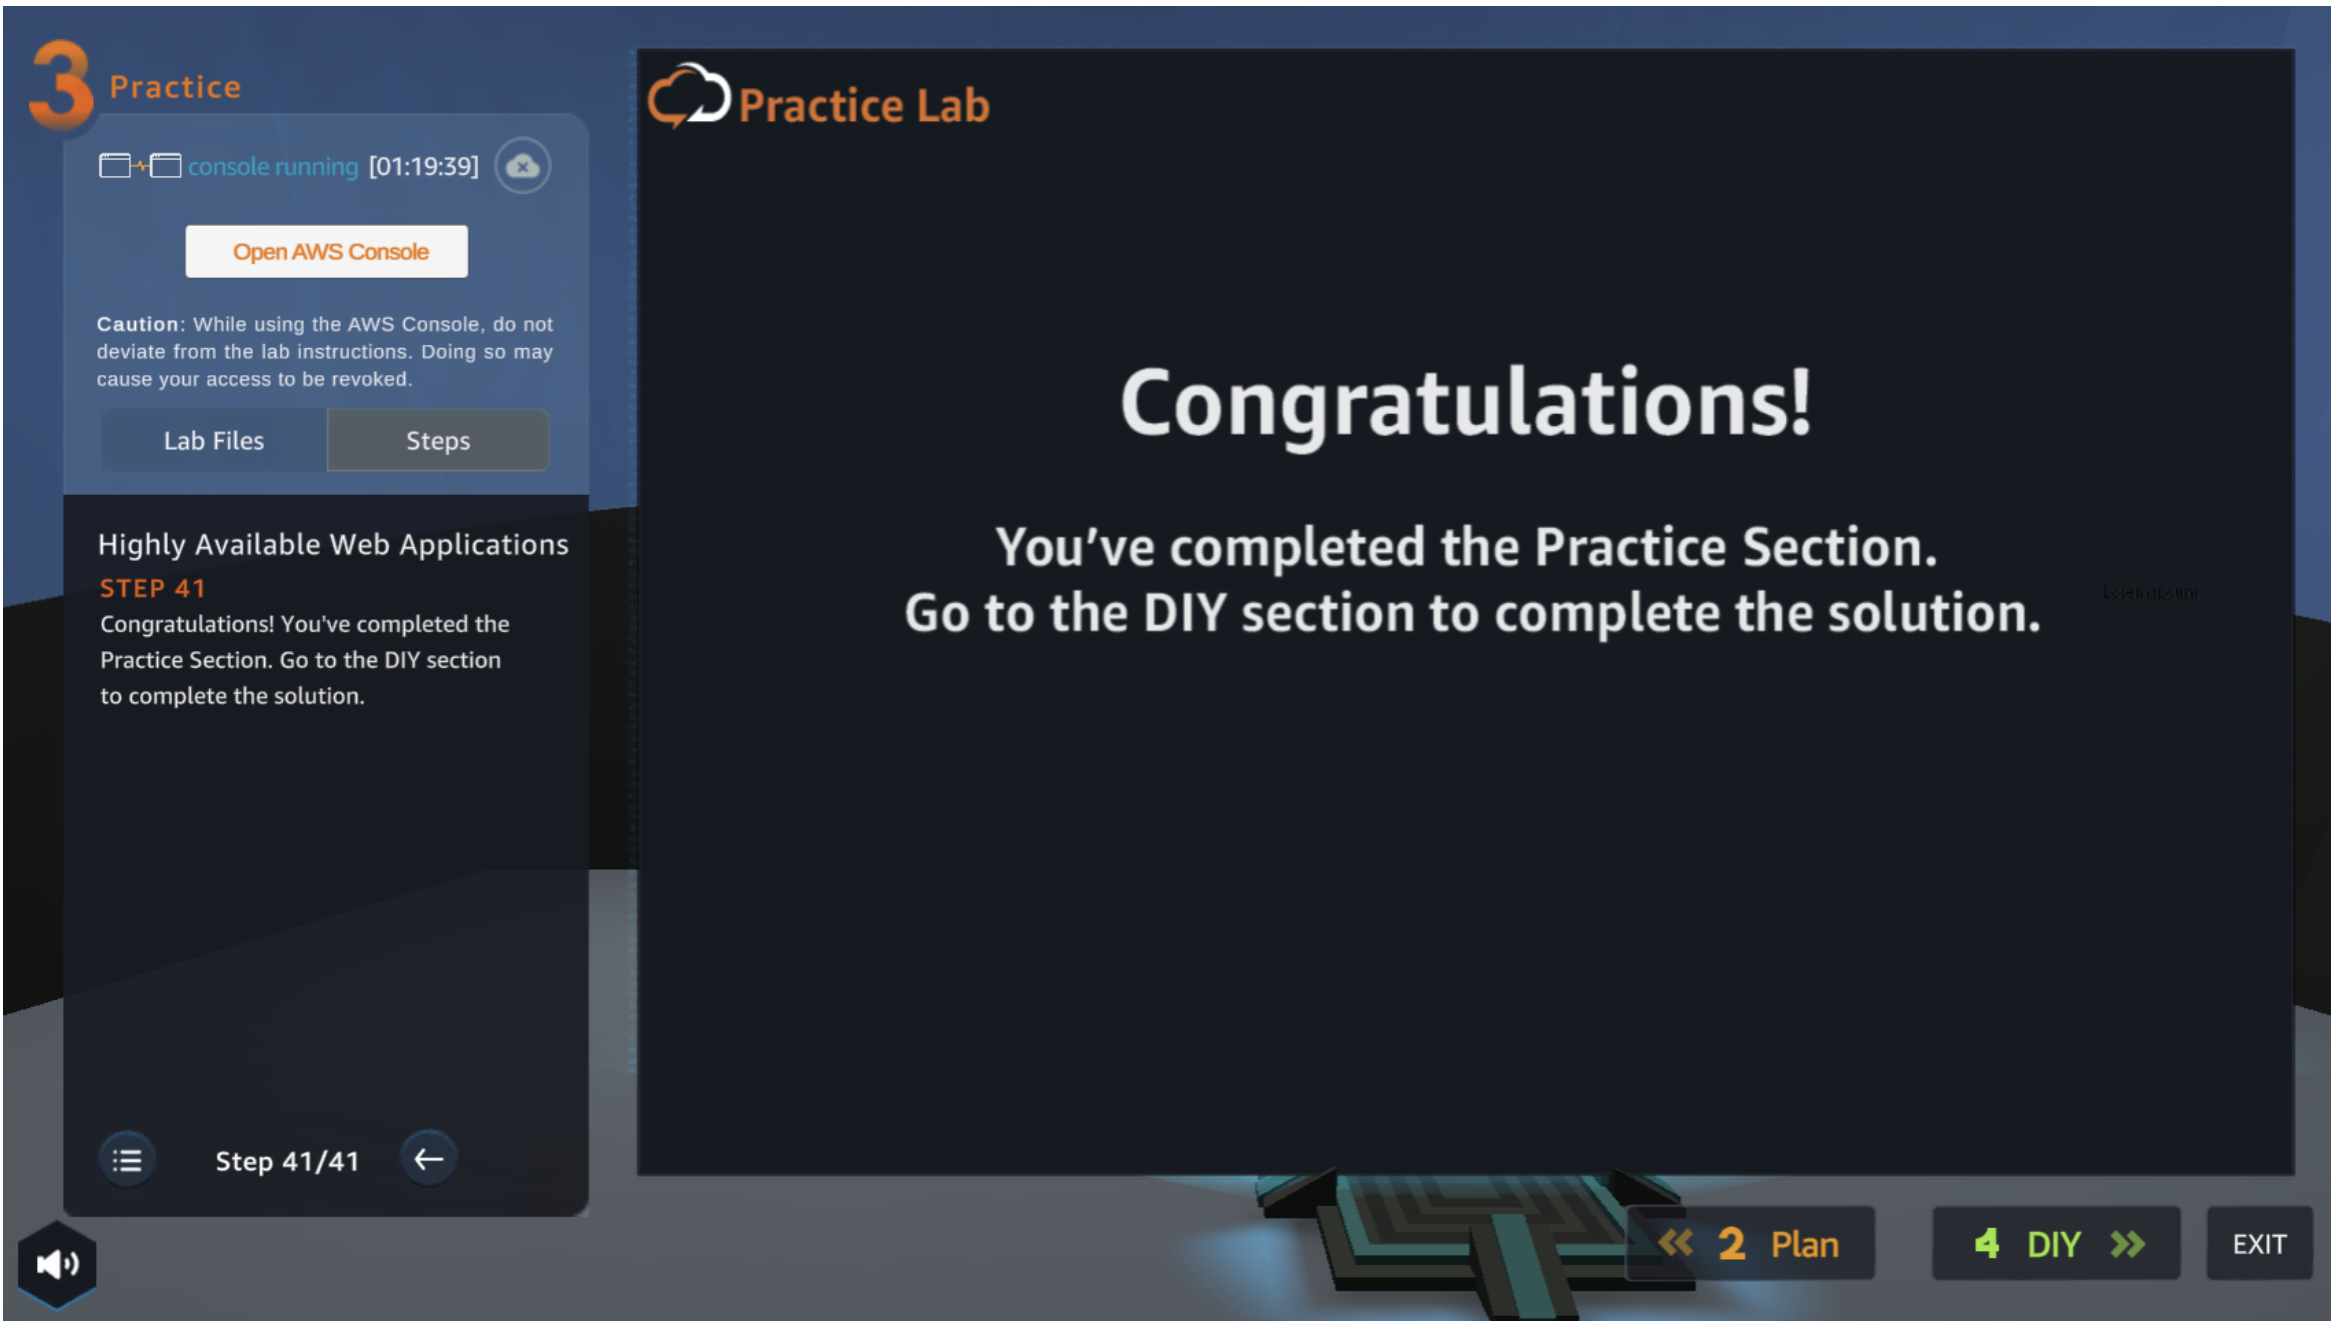 3 Practice
console running [01:19:39]
Open AWS Console
Caution: While using the AWS Console, do not
deviate from the lab instructions. Doing so may
cause your access to be revoked.
Lab Files Steps
Highly Available Web Applications
STEP 41
Congratulations! You've completed the
Practice Section. Go to the DIY section
to complete the solution.
Step 41/41
Practice Lab
Congratulations!
You’ve completed the Practice Section.
Go to the DIY section to complete the solution.
Lorem ipsum
2 Plan
4 DIY
EXIT